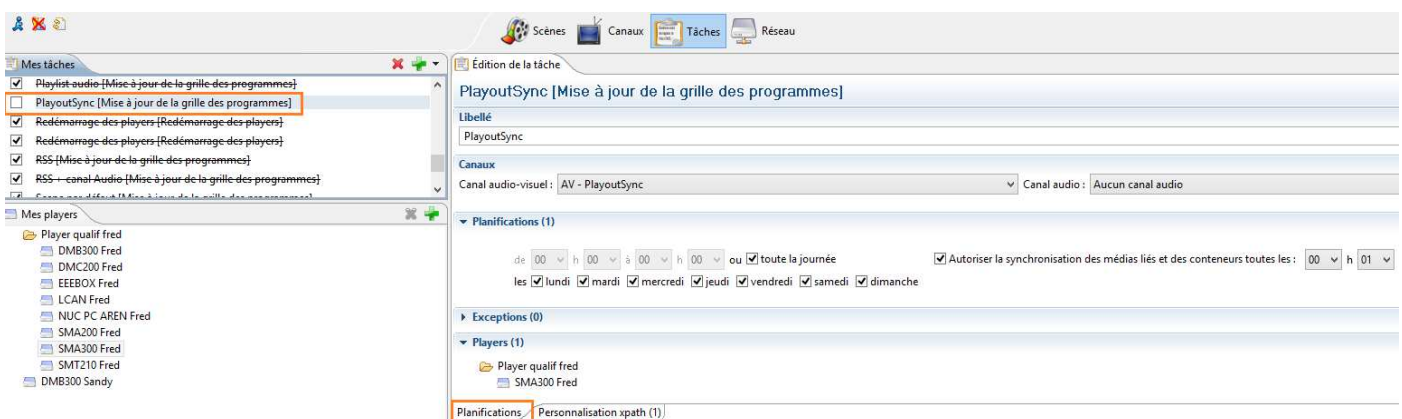 Scènes Canaux Tâches Réseau
Mes tâches
Playlist audio [Mise à jour de la grille des programmes]
PlayoutSync [Mise à jour de la grille des programmes]
Redémarrage des players [Redémarrage des players]
Redémarrage des players [Redémarrage des players]
RSS [Mise à jour de la grille des programmes]
RSS + canal Audio [Mise à jour de la grille des programmes]
Mes players
Player qualif fred
DMB300 Fred
DMC200 Fred
EEEBOX Fred
LCAN Fred
NUC PC AREN Fred
SMA200 Fred
SMA300 Fred
SMT210 Fred
DMB300 Sandy
Édition de la tâche
PlayoutSync [Mise à jour de la grille des programmes]
Libellé
PlayoutSync
Canaux
Canal audio-visuel : AV - PlayoutSync Canal audio : Aucun canal audio
Planifications (1)
de 00 h 00 à 00 h 00 ou toute la journée Autoriser la synchronisation des médias liés et des conteneurs toutes les : 00 h 01
les lundi mardi mercredi jeudi vendredi samedi dimanche
Exceptions (0)
Players (1)
Player qualif fred
SMA300 Fred
Planifications Personnalisation xpath (1)